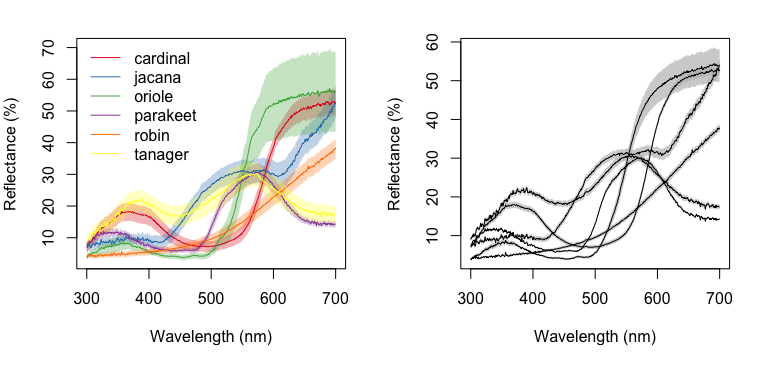 Reflectance (%)
70
60
50
40
30
20
10
cardinal
jacana
oriole
parakeet
robin
tanager
300 400 500 600 700
Wavelength (nm)
Reflectance (%)
60
50
40
30
20
10
300 400 500 600 700
Wavelength (nm)